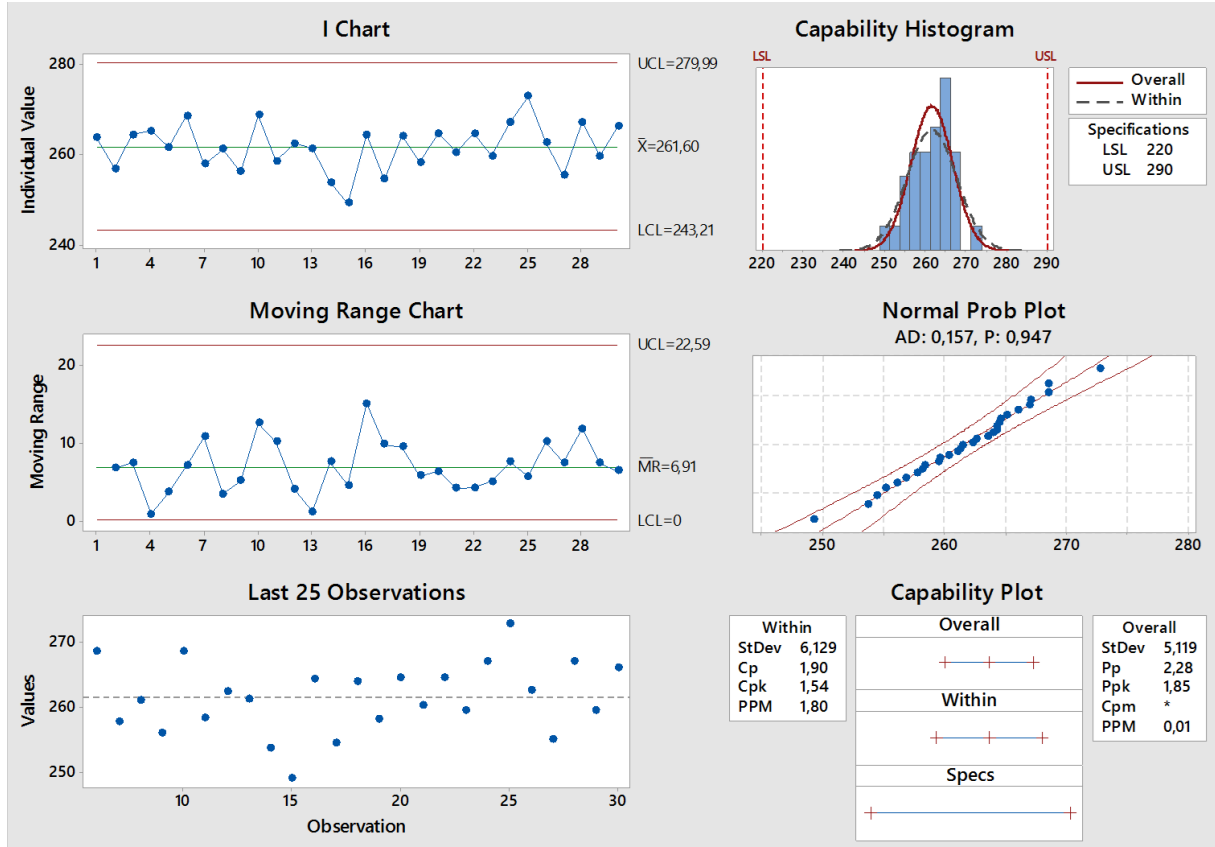 I Chart
Individual Value
280
260
240
UCL=279,99
X̄=261,60
LCL=243,21
1 4 7 10 13 16 19 22 25 28
Capability Histogram
LSL USL
220 230 240 250 260 270 280 290
Overall
Within
Specifications
LSL 220
USL 290
Moving Range Chart
Moving Range
20
10
0
UCL=22,59
M̅R̅=6,91
LCL=0
1 4 7 10 13 16 19 22 25 28
Normal Prob Plot
AD: 0,157, P: 0,947
250 260 270 280
Last 25 Observations
Values
270
260
250
10 15 20 25 30
Observation
Capability Plot
Within
StDev 6,129
Cp 1,90
Cpk 1,54
PPM 1,80
Overall
Within
Specs
Overall
StDev 5,119
Pp 2,28
Ppk 1,85
Cpm *
PPM 0,01